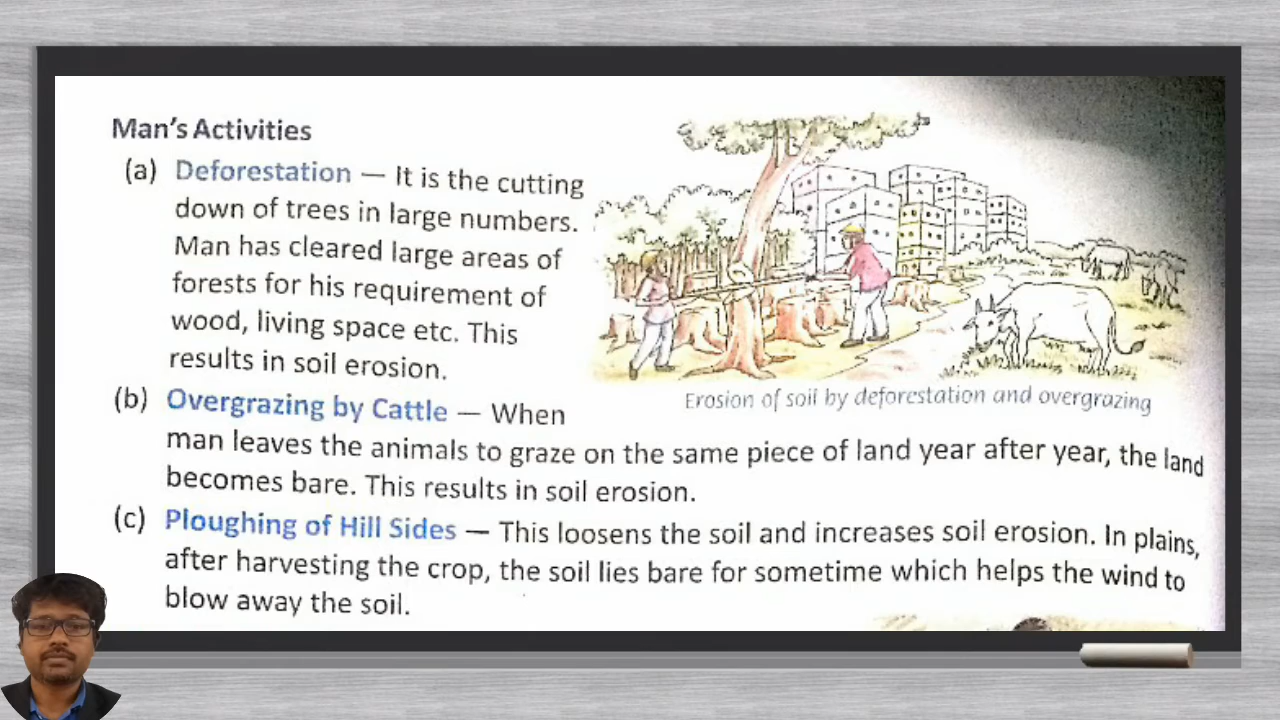 Man's Activities
(a) Deforestation — It is the cutting
down of trees in large numbers.
Man has cleared large areas of
forests for his requirement of
wood, living space etc. This
results in soil erosion.
Erosion of soil by deforestation and overgrazing
(b) Overgrazing by Cattle — When
man leaves the animals to graze on the same piece of land year after year, the land
becomes bare. This results in soil erosion.
(c) Ploughing of Hill Sides — This loosens the soil and increases soil erosion. In plains,
after harvesting the crop, the soil lies bare for sometime which helps the wind to
blow away the soil.